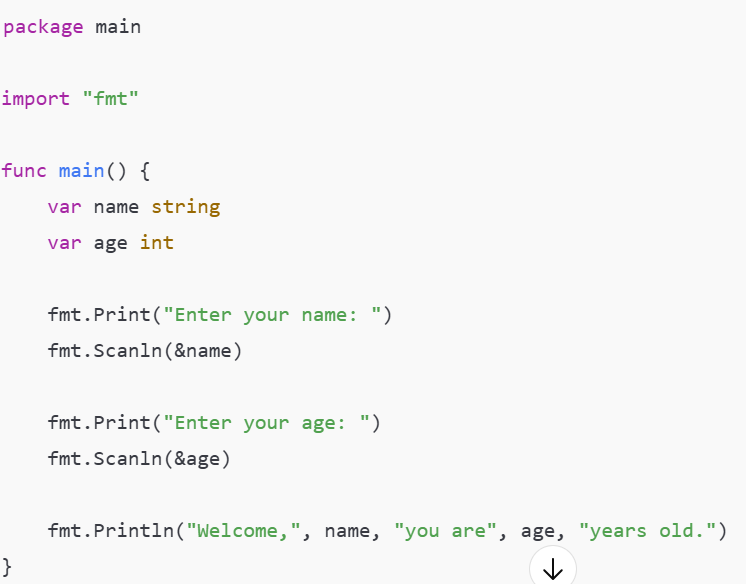 package main
import "fmt"
func main() {
    var name string
    var age int
    fmt.Print("Enter your name: ")
    fmt.Scanln(&name)
    fmt.Print("Enter your age: ")
    fmt.Scanln(&age)
    fmt.Println("Welcome,", name, "you are", age, "years old.")
}